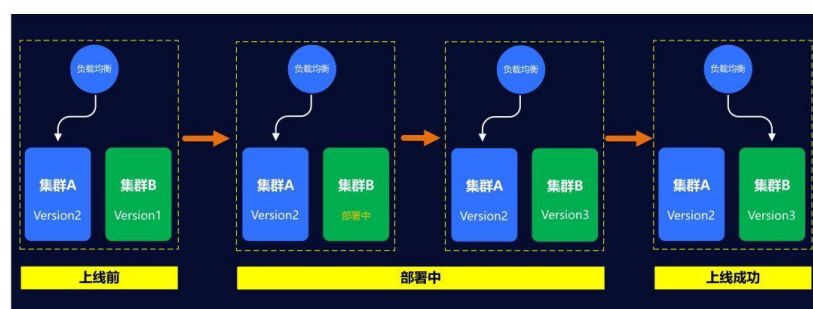 负载均衡
集群A
Version2
集群B
Version1
负载均衡
集群A
Version2
集群B
部署中
负载均衡
集群A
Version2
集群B
Version3
负载均衡
集群A
Version2
集群B
Version3
上线前
部署中
上线成功